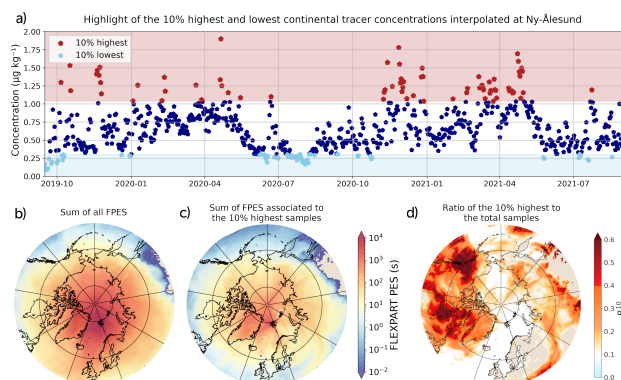 a)
Highlight of the 10% highest and lowest continental tracer concentrations interpolated at Ny-Ålesund
Concentration (µg kg⁻¹)
2.00
1.75
1.50
1.25
1.00
0.75
0.50
0.25
0.00
10% highest
10% lowest
2019-10
2020-01
2020-04
2020-07
2020-10
2021-01
2021-04
2021-07
b)
Sum of all FPES
c)
Sum of FPES associated to
the 10% highest samples
10⁴
10³
10²
10¹
10⁰
10⁻¹
10⁻²
FLEXPART PES (s)
d)
Ratio of the 10% highest to
the total samples
0.6
0.5
0.4
0.3
0.2
0.1
0.0